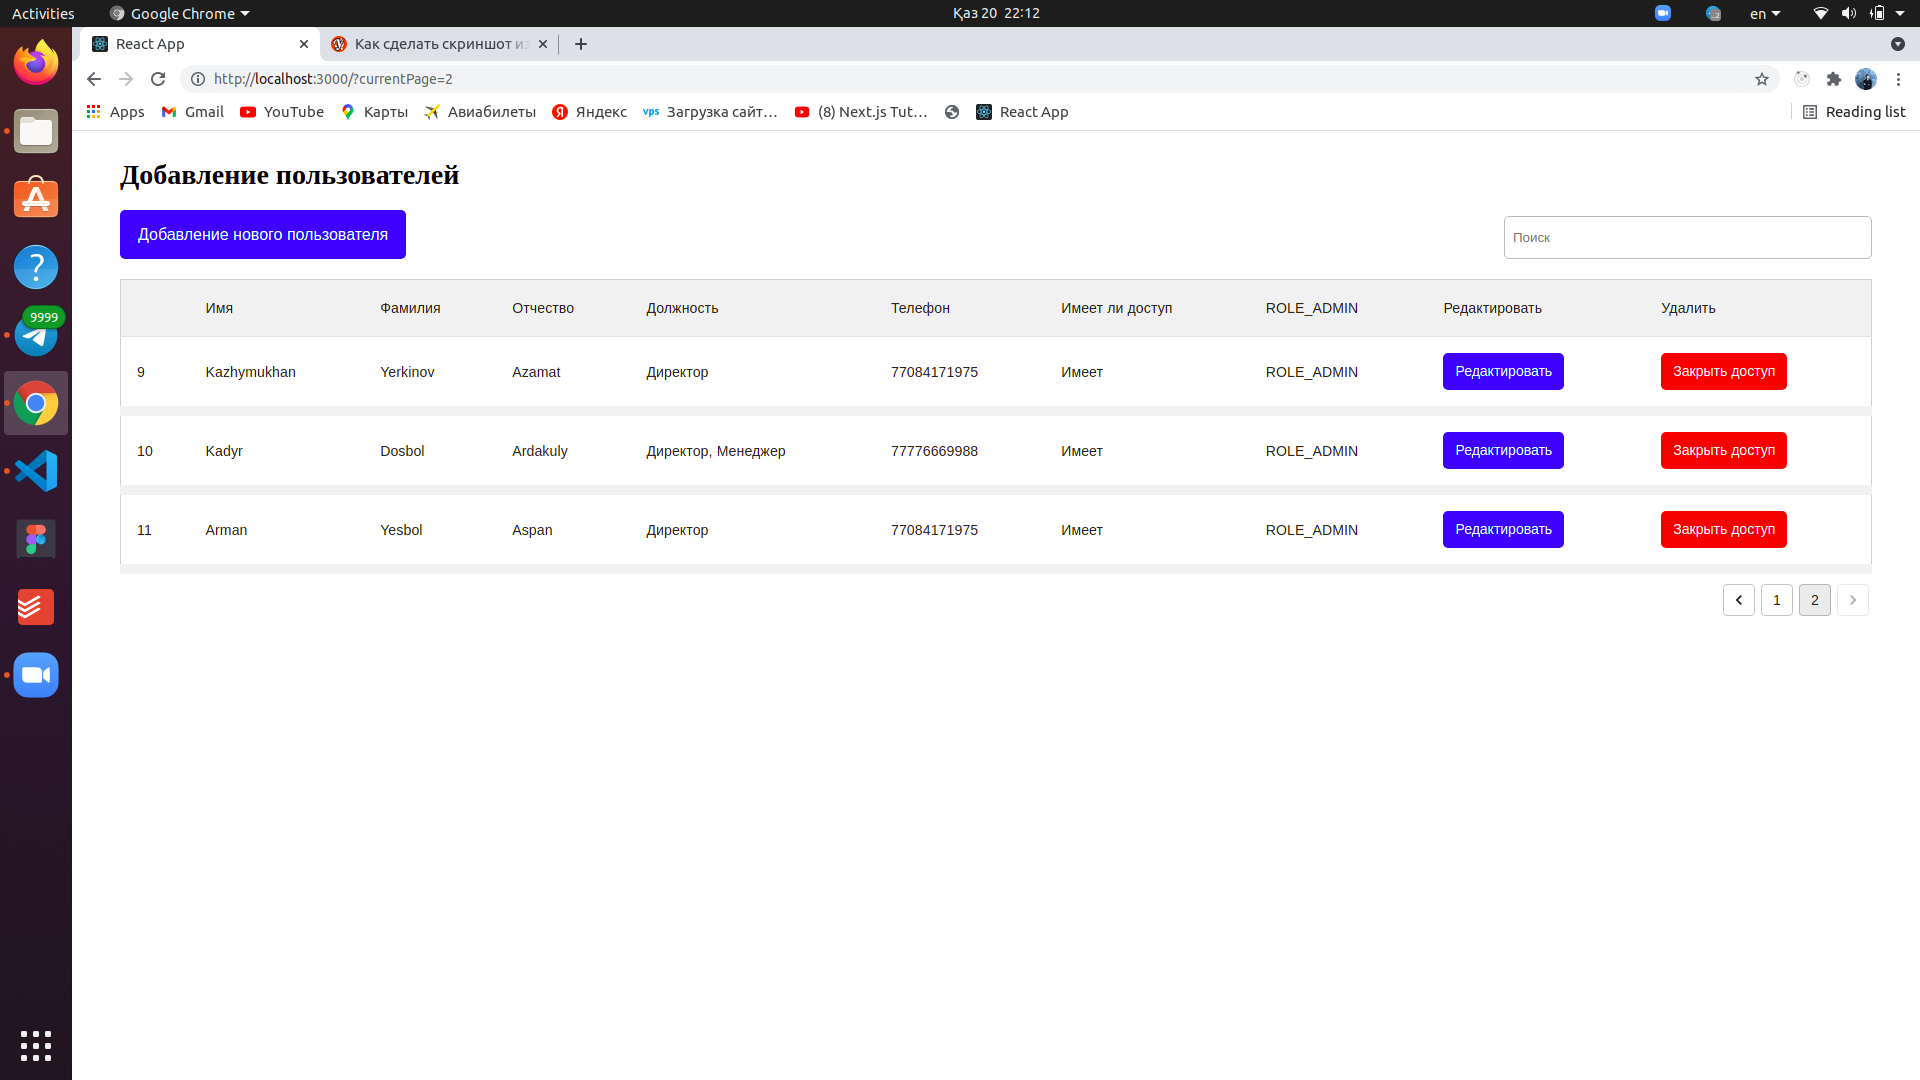 Activities Google Chrome Қаз 20 22:12 en
React App Как сделать скриншот из
http://localhost:3000/?currentPage=2
Apps Gmail YouTube Карты Авиабилеты Яндекс vps Загрузка сайт… (8) Next.js Tut… React App Reading list
Добавление пользователей
Добавление нового пользователя Поиск
Имя Фамилия Отчество Должность Телефон Имеет ли доступ ROLE_ADMIN Редактировать Удалить
9 Kazhymukhan Yerkinov Azamat Директор 77084171975 Имеет ROLE_ADMIN Редактировать Закрыть доступ
10 Kadyr Dosbol Ardakuly Директор, Менеджер 77776669988 Имеет ROLE_ADMIN Редактировать Закрыть доступ
11 Arman Yesbol Aspan Директор 77084171975 Имеет ROLE_ADMIN Редактировать Закрыть доступ
1 2
9999